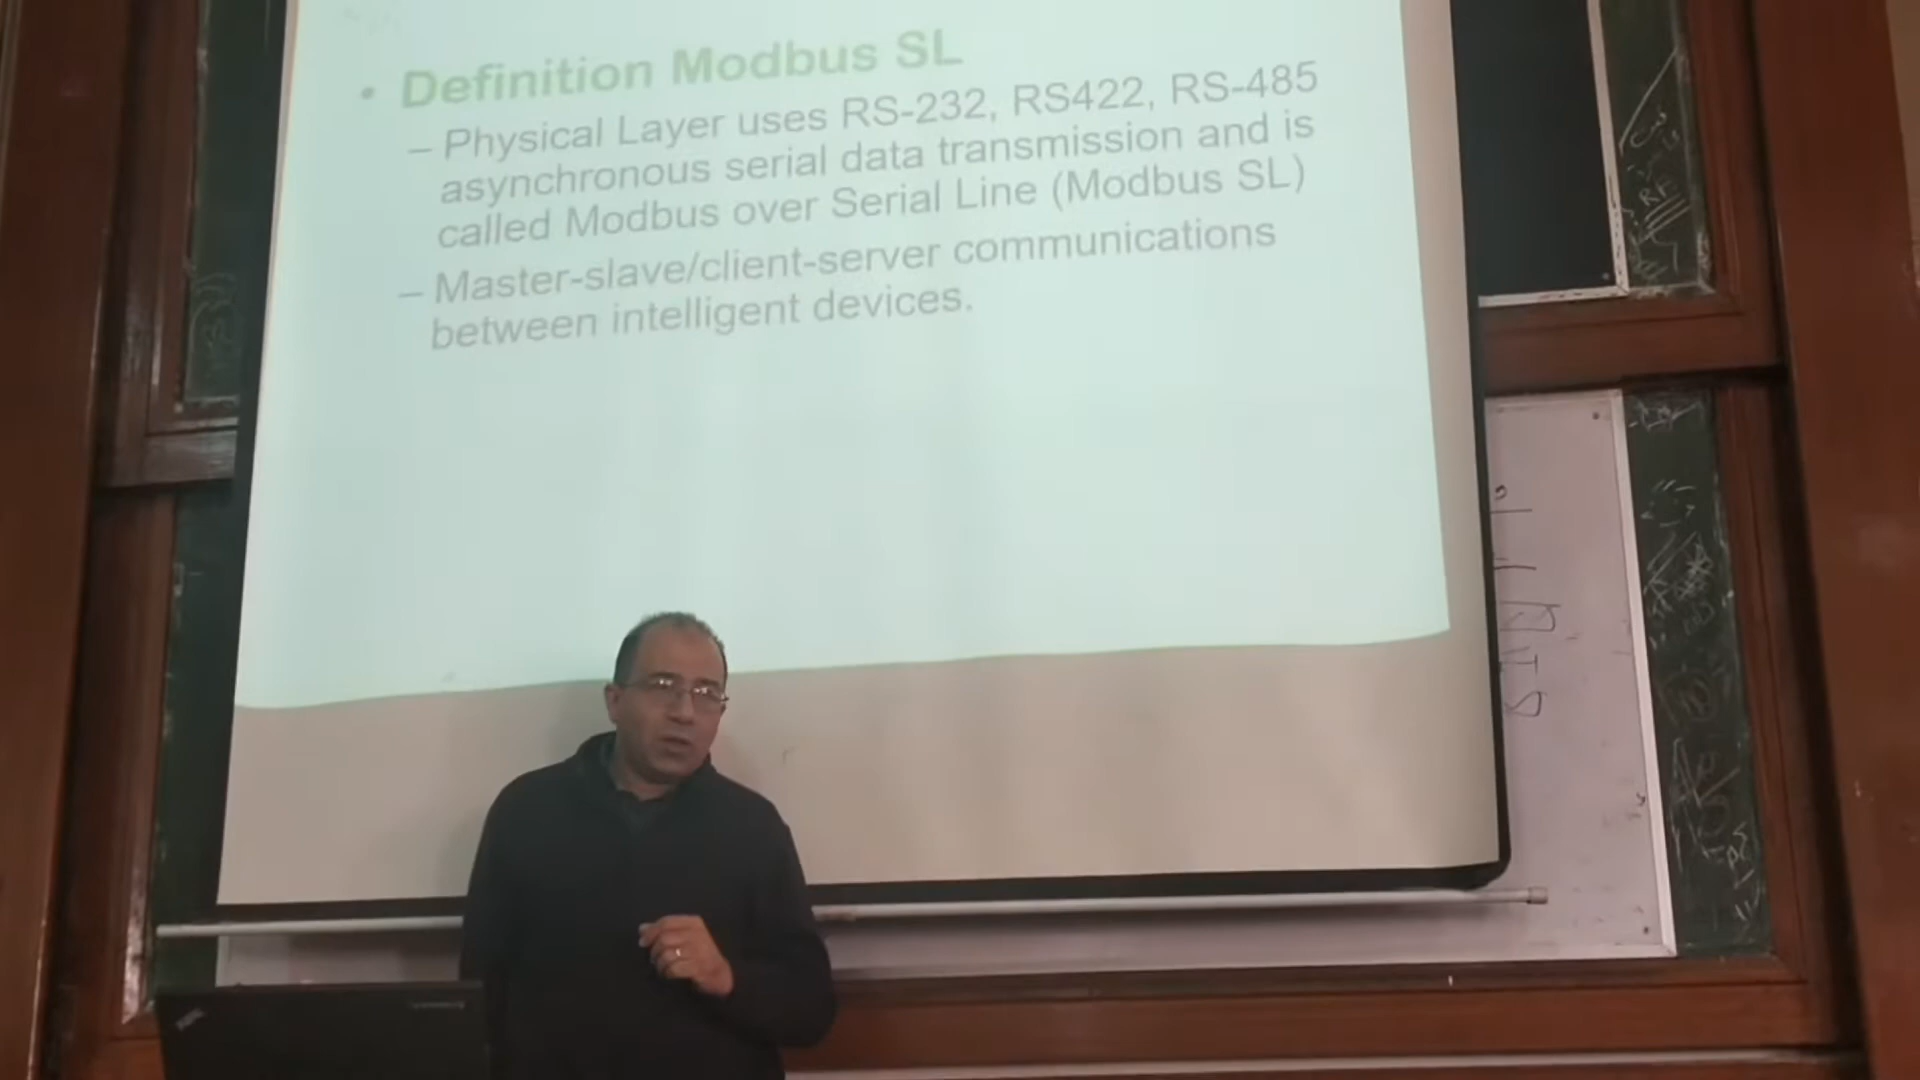 • Definition Modbus SL
– Physical Layer uses RS-232, RS422, RS-485
asynchronous serial data transmission and is
called Modbus over Serial Line (Modbus SL)
– Master-slave/client-server communications
between intelligent devices.